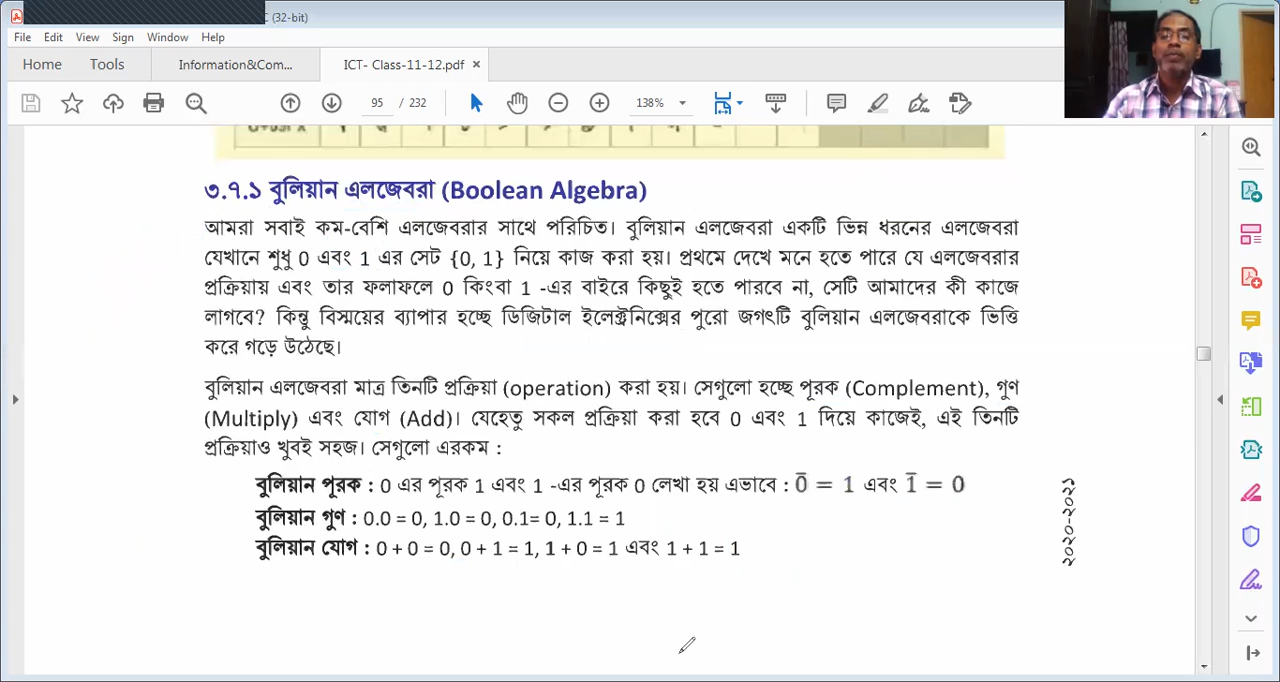 (32-bit)
File Edit View Sign Window Help
Home Tools Information&Com... ICT- Class-11-12.pdf ×
95 / 232 138%
৩.৭.১ বুলিয়ান এলজেবরা (Boolean Algebra)
আমরা সবাই কম-বেশি এলজেবরার সাথে পরিচিত। বুলিয়ান এলজেবরা একটি ভিন্ন ধরনের এলজেবরা
যেখানে শুধু 0 এবং 1 এর সেট {0, 1} নিয়ে কাজ করা হয়। প্রথমে দেখে মনে হতে পারে যে এলজেবরার
প্রক্রিয়ায় এবং তার ফলাফলে 0 কিংবা 1 -এর বাইরে কিছুই হতে পারবে না, সেটি আমাদের কী কাজে
লাগবে? কিন্তু বিস্ময়ের ব্যাপার হচ্ছে ডিজিটাল ইলেক্ট্রনিক্সের পুরো জগৎটি বুলিয়ান এলজেবরাকে ভিত্তি
করে গড়ে উঠেছে।
বুলিয়ান এলজেবরা মাত্র তিনটি প্রক্রিয়া (operation) করা হয়। সেগুলো হচ্ছে পূরক (Complement), গুণ
(Multiply) এবং যোগ (Add)। যেহেতু সকল প্রক্রিয়া করা হবে 0 এবং 1 দিয়ে কাজেই, এই তিনটি
প্রক্রিয়াও খুবই সহজ। সেগুলো এরকম :
বুলিয়ান পূরক : 0 এর পূরক 1 এবং 1 -এর পূরক 0 লেখা হয় এভাবে : 0̅ = 1 এবং 1̅ = 0
বুলিয়ান গুণ : 0.0 = 0, 1.0 = 0, 0.1= 0, 1.1 = 1
বুলিয়ান যোগ : 0 + 0 = 0, 0 + 1 = 1, 1 + 0 = 1 এবং 1 + 1 = 1
২০২০-২০২১